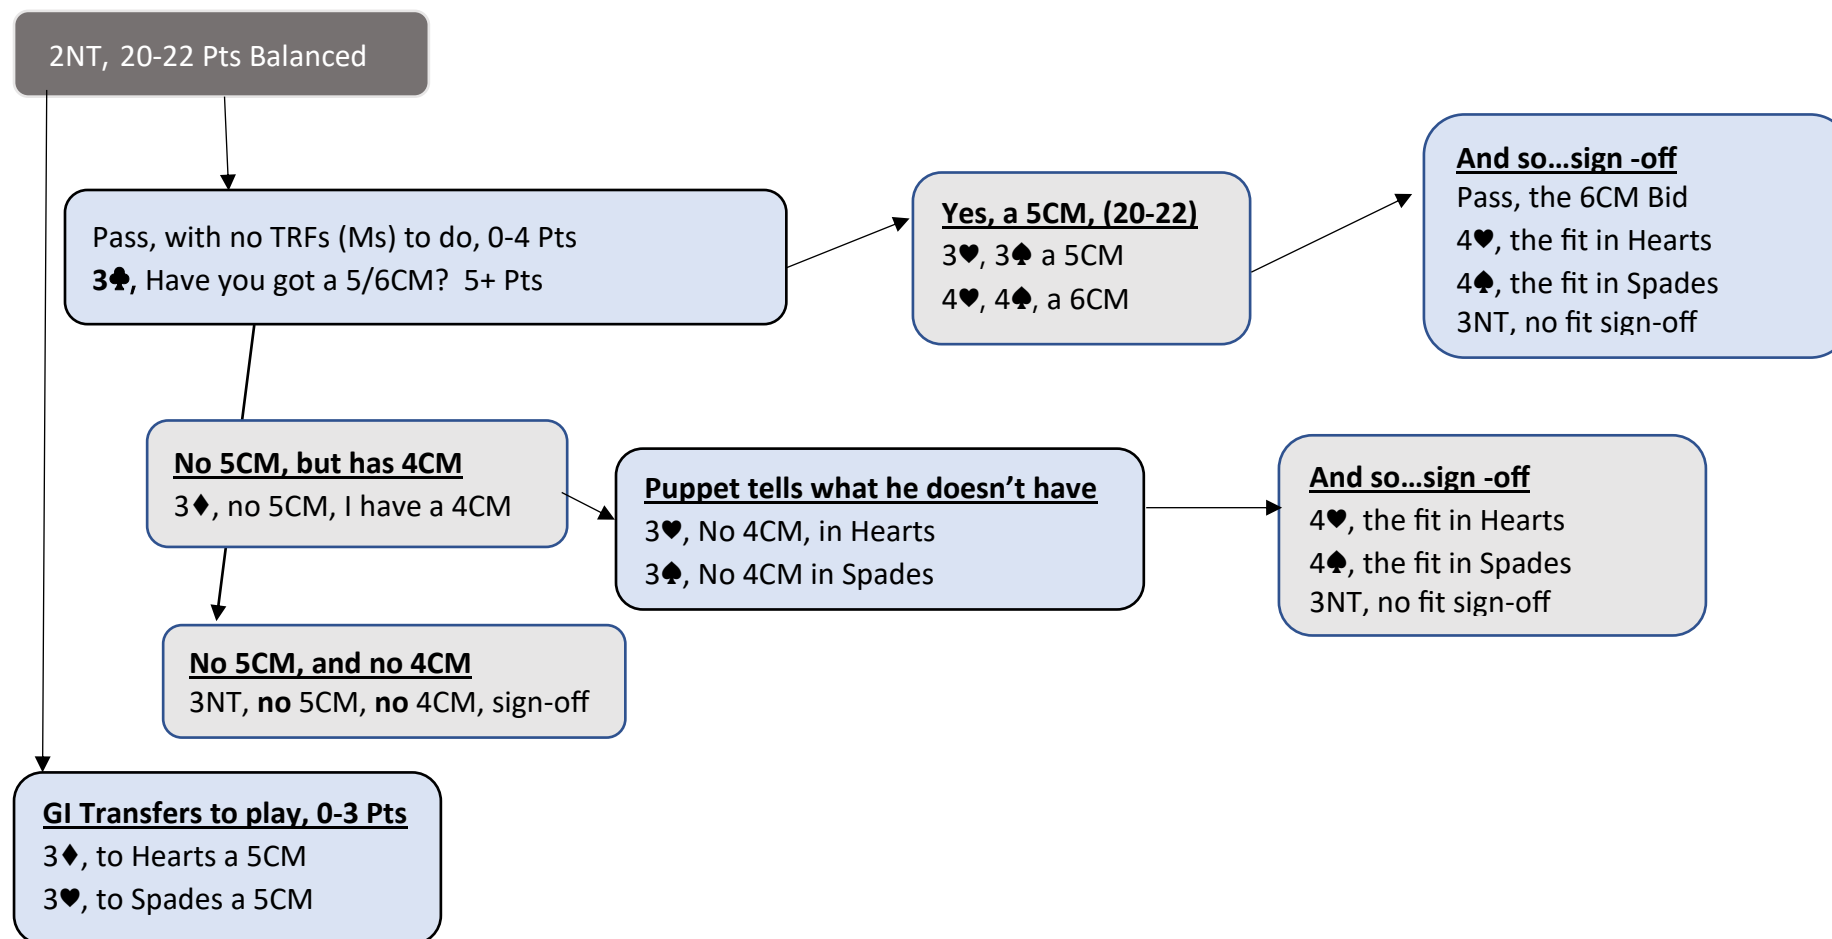 2NT, 20-22 Pts Balanced
Pass, with no TRFs (Ms) to do, 0-4 Pts
3♣, Have you got a 5/6CM?  5+ Pts
Yes, a 5CM, (20-22)
3♥, 3♠ a 5CM
4♥, 4♠, a 6CM
And so...sign -off
Pass, the 6CM Bid
4♥, the fit in Hearts
4♠, the fit in Spades
3NT, no fit sign-off
No 5CM, but has 4CM
3♦, no 5CM, I have a 4CM
Puppet tells what he doesn't have
3♥, No 4CM, in Hearts
3♠, No 4CM in Spades
And so...sign -off
4♥, the fit in Hearts
4♠, the fit in Spades
3NT, no fit sign-off
No 5CM, and no 4CM
3NT, no 5CM, no 4CM, sign-off
GI Transfers to play, 0-3 Pts
3♦, to Hearts a 5CM
3♥, to Spades a 5CM